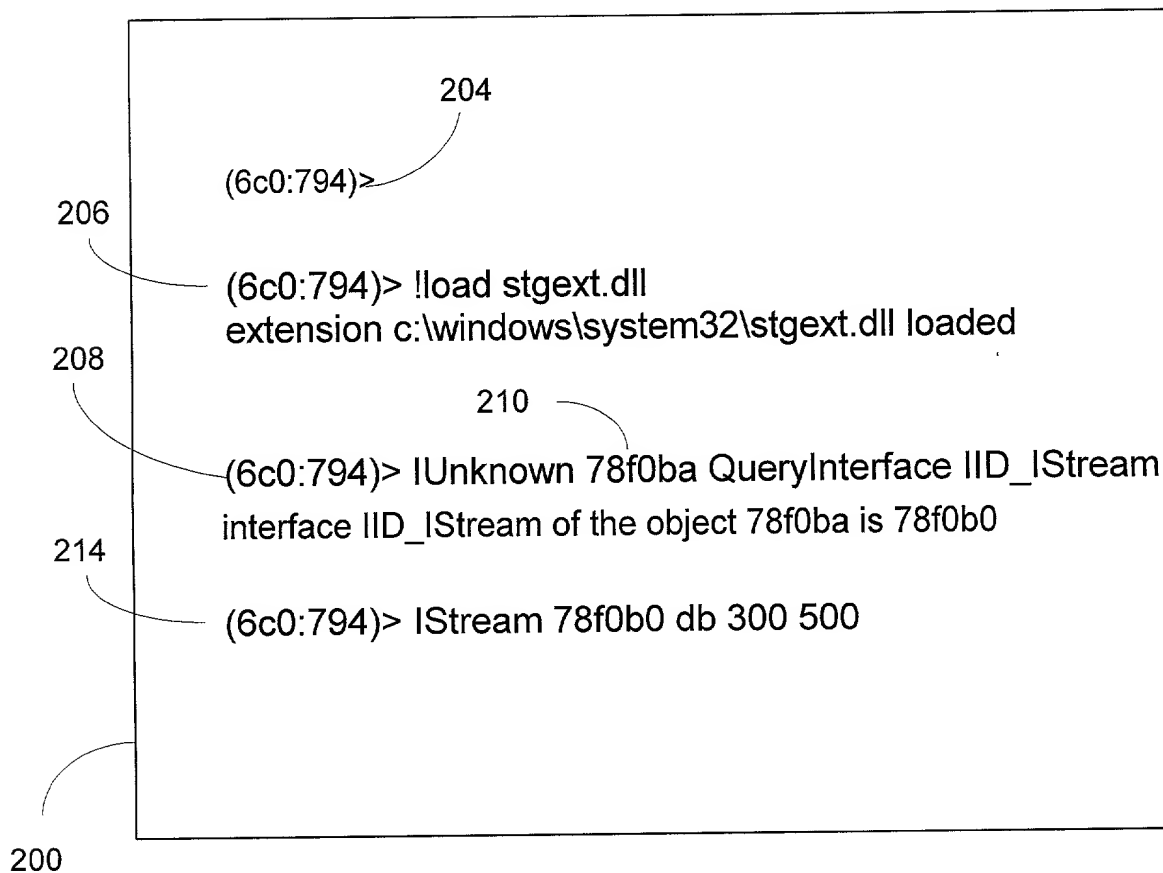 204
(6c0:794)>
206
(6c0:794)> !load stgext.dll
extension c:\windows\system32\stgext.dll loaded
208
210
(6c0:794)> IUnknown 78f0ba QueryInterface IID_IStream
interface IID_IStream of the object 78f0ba is 78f0b0
214
(6c0:794)> IStream 78f0b0 db 300 500
200